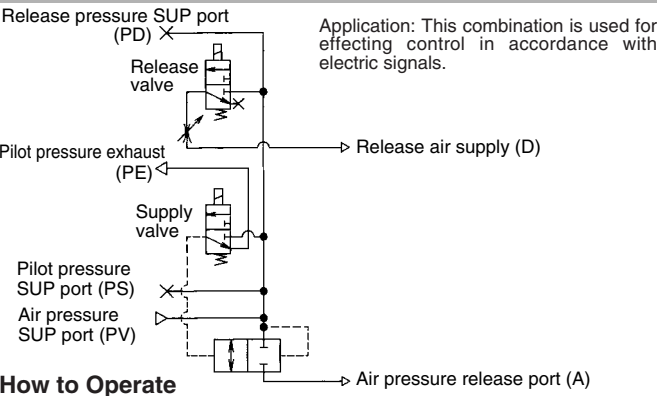 Release pressure SUP port
(PD)
Application: This combination is used for
effecting control in accordance with
electric signals.
Release
valve
Pilot pressure exhaust
(PE)
Release air supply (D)
Supply
valve
Pilot pressure
SUP port (PS)
Air pressure
SUP port (PV)
How to Operate
Air pressure release port (A)